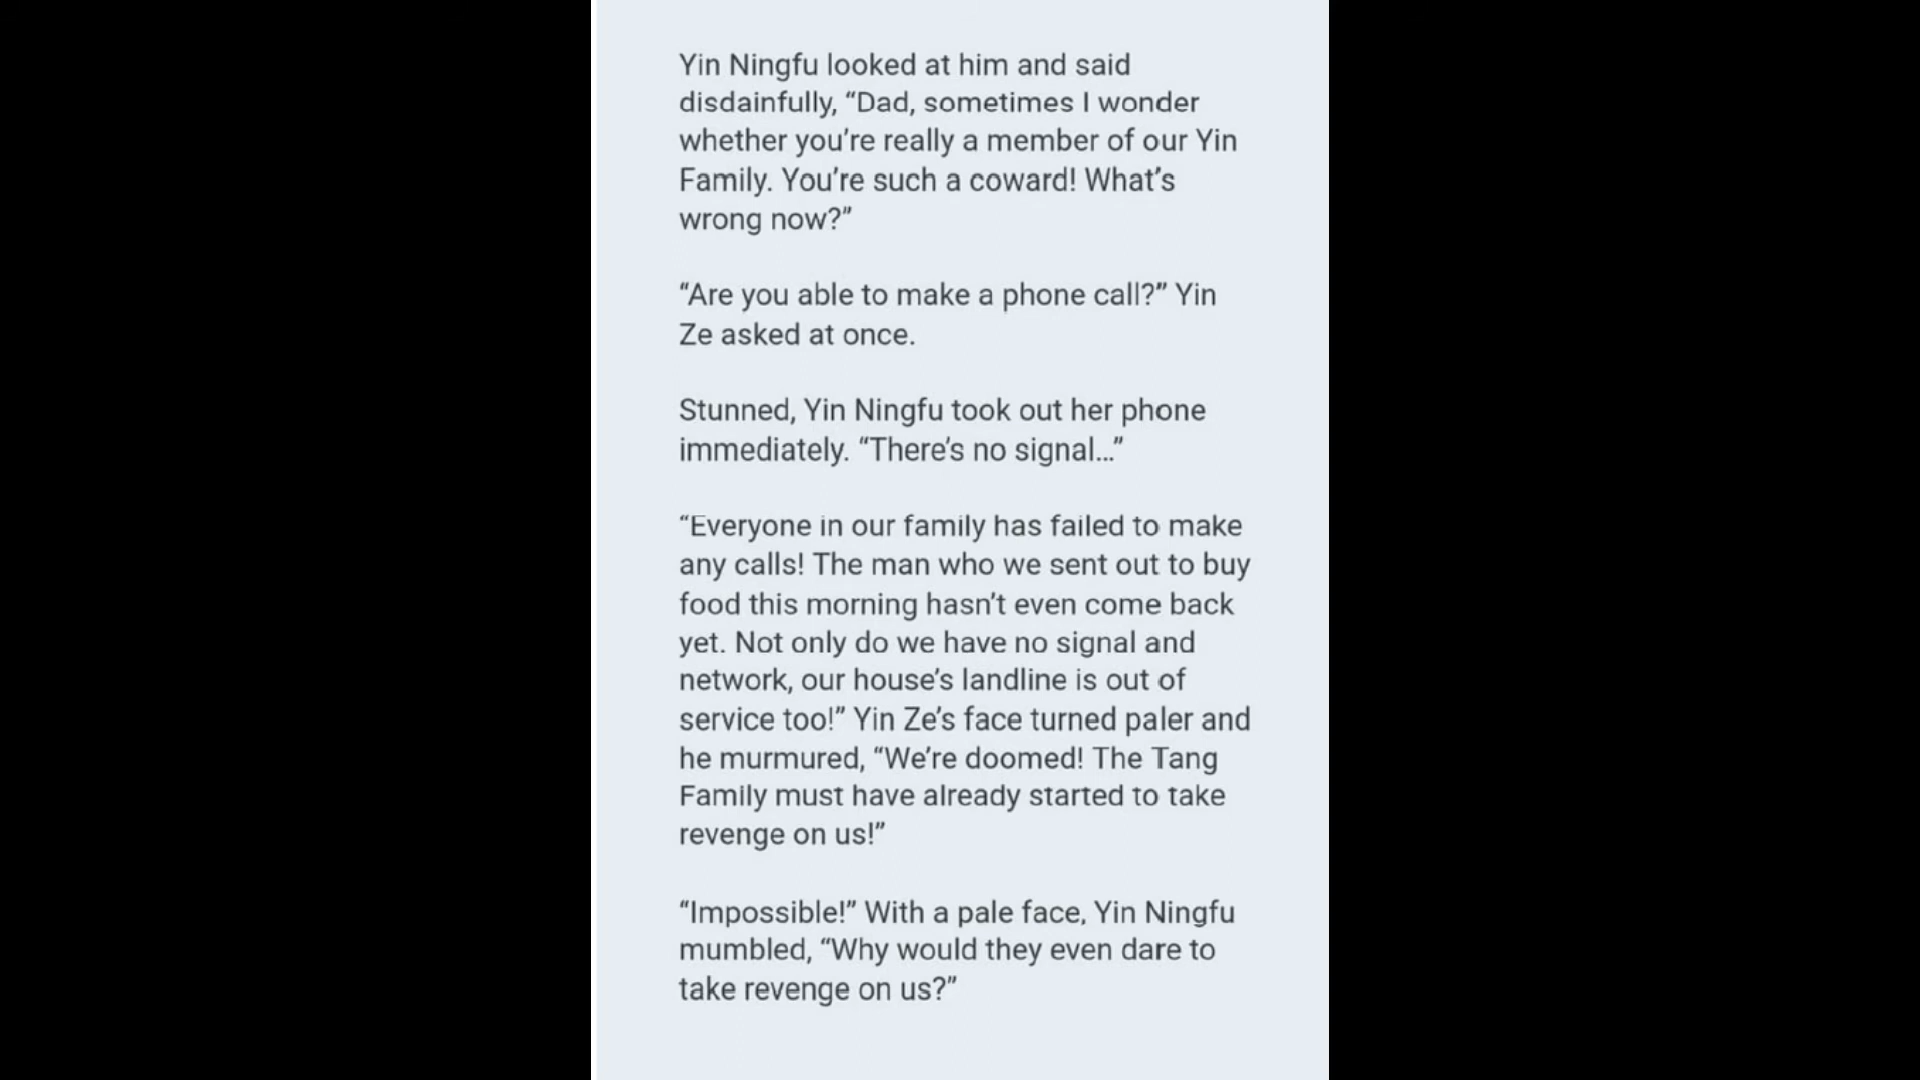 Yin Ningfu looked at him and said
disdainfully, “Dad, sometimes I wonder
whether you’re really a member of our Yin
Family. You’re such a coward! What’s
wrong now?”
“Are you able to make a phone call?” Yin
Ze asked at once.
Stunned, Yin Ningfu took out her phone
immediately. “There’s no signal…”
“Everyone in our family has failed to make
any calls! The man who we sent out to buy
food this morning hasn’t even come back
yet. Not only do we have no signal and
network, our house’s landline is out of
service too!” Yin Ze’s face turned paler and
he murmured, “We’re doomed! The Tang
Family must have already started to take
revenge on us!”
“Impossible!” With a pale face, Yin Ningfu
mumbled, “Why would they even dare to
take revenge on us?”